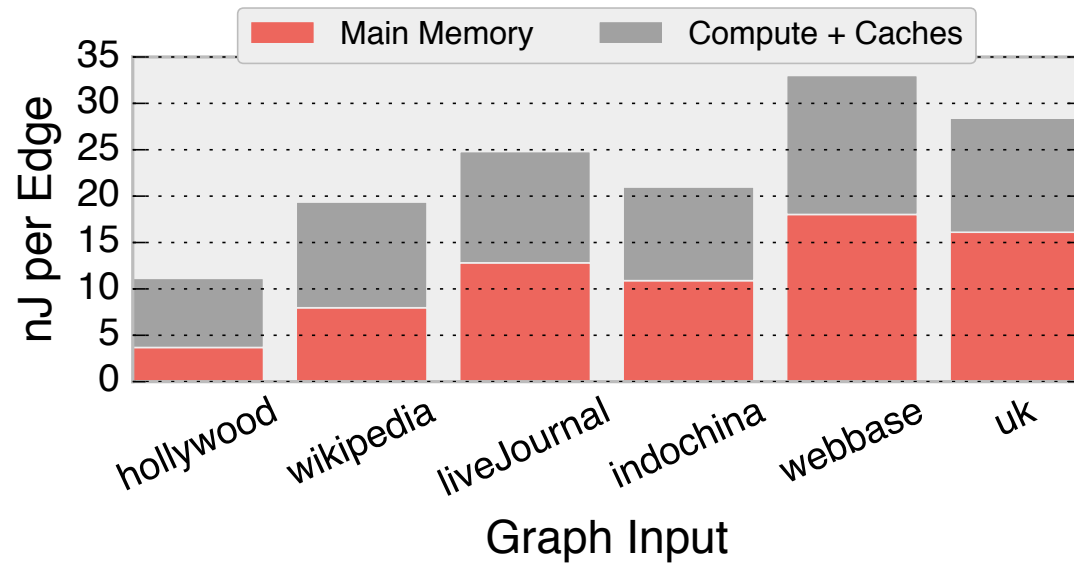 Main Memory Compute + Caches
nJ per Edge
35
30
25
20
15
10
5
0
hollywood wikipedia liveJournal indochina webbase uk
Graph Input